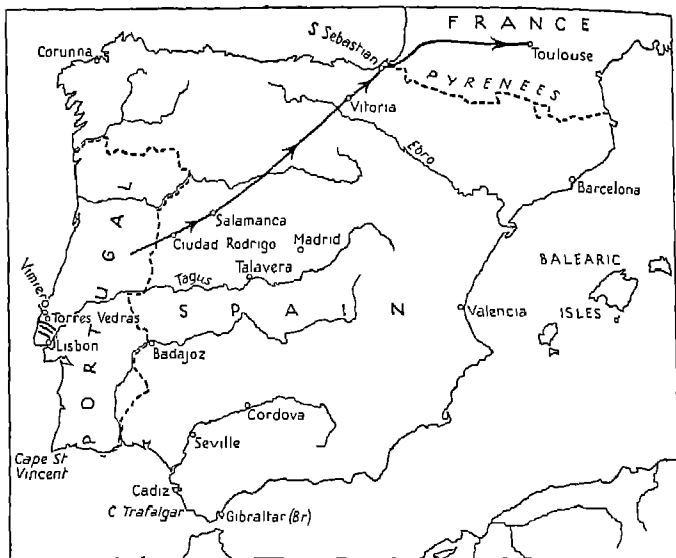 FRANCE
S Sebastian
Toulouse
Corunna
PYRENEES
Vitoria
Ebro
Barcelona
PORTUGAL
Salamanca
Ciudad Rodrigo
Madrid
BALEARIC
ISLES
Vimiero
Tagus
Talavera
SPAIN
Torres Vedras
Valencia
Lisbon
Badajoz
Cordova
Seville
Cape St
Vincent
Cadiz
C Trafalgar
Gibraltar (Br)